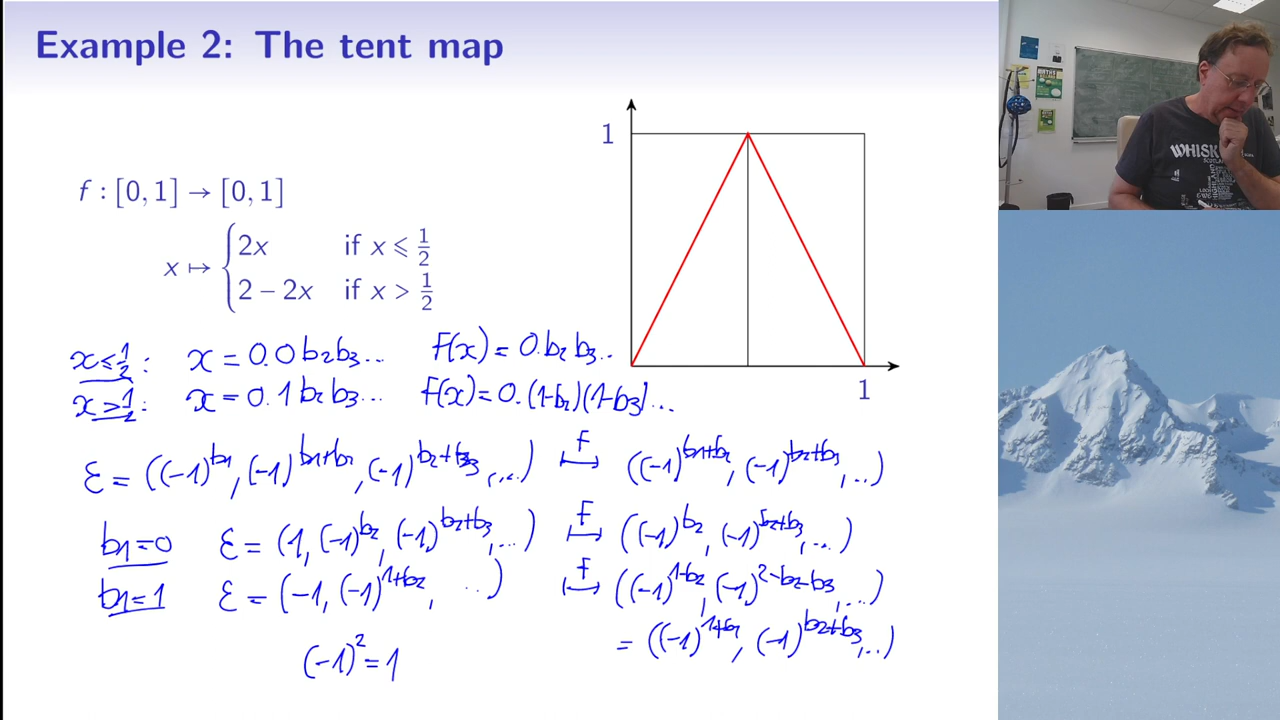 Example 2: The tent map
f : [0, 1] → [0, 1]
x ↦ { 2x if x ⩽ 1/2
2 − 2x if x > 1/2
1
1
x ≤ 1/2 : x = 0.0b₂b₃... F(x) = 0.b₂b₃...
x > 1/2 : x = 0.1b₂b₃... F(x) = 0.(1-b₂)(1-b₃)...
ε = ((-1)^{b₁}, (-1)^{b₁+b₂}, (-1)^{b₂+b₃}, ...) ↦^F ((-1)^{b₁+b₂}, (-1)^{b₂+b₃}, ...)
b₁=0 ε = (1, (-1)^{b₂}, (-1)^{b₂+b₃}, ...) ↦^F ((-1)^{b₂}, (-1)^{b₂+b₃}, ...)
b₁=1 ε = (-1, (-1)^{1+b₂}, ...) ↦^F ((-1)^{1-b₂}, (-1)^{2-b₂-b₃}, ...)
= ((-1)^{1+b₂}, (-1)^{b₂+b₃}, ...)
(-1)² = 1
WHISK